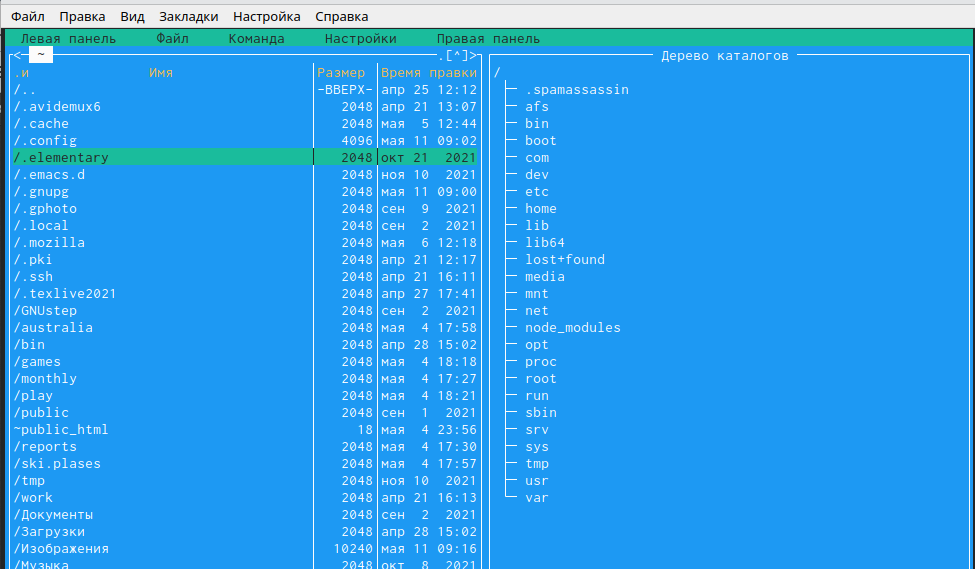 Файл Правка Вид Закладки Настройка Справка
Левая панель Файл Команда Настройки Правая панель
<─ ~ .[^]>
.и Имя Размер Время правки
/.. -ВВЕРХ- апр 25 12:12
/.avidemux6 2048 апр 21 13:07
/.cache 2048 мая 5 12:44
/.config 4096 мая 11 09:02
/.elementary 2048 окт 21 2021
/.emacs.d 2048 ноя 10 2021
/.gnupg 2048 мая 11 09:00
/.gphoto 2048 сен 9 2021
/.local 2048 сен 2 2021
/.mozilla 2048 мая 6 12:18
/.pki 2048 апр 21 12:17
/.ssh 2048 апр 21 16:11
/.texlive2021 2048 апр 27 17:41
/GNUstep 2048 сен 2 2021
/australia 2048 мая 4 17:58
/bin 2048 апр 28 15:02
/games 2048 мая 4 18:18
/monthly 2048 мая 4 17:27
/play 2048 мая 4 18:21
/public 2048 сен 1 2021
~public_html 18 мая 4 23:56
/reports 2048 мая 4 17:30
/ski.plases 2048 мая 4 17:57
/tmp 2048 ноя 10 2021
/work 2048 апр 21 16:13
/Документы 2048 сен 2 2021
/Загрузки 2048 апр 28 15:02
/Изображения 10240 мая 11 09:16
/Музыка 2048 окт 8 2021
Дерево каталогов
/
.spamassassin
afs
bin
boot
com
dev
etc
home
lib
lib64
lost+found
media
mnt
net
node_modules
opt
proc
root
run
sbin
srv
sys
tmp
usr
var